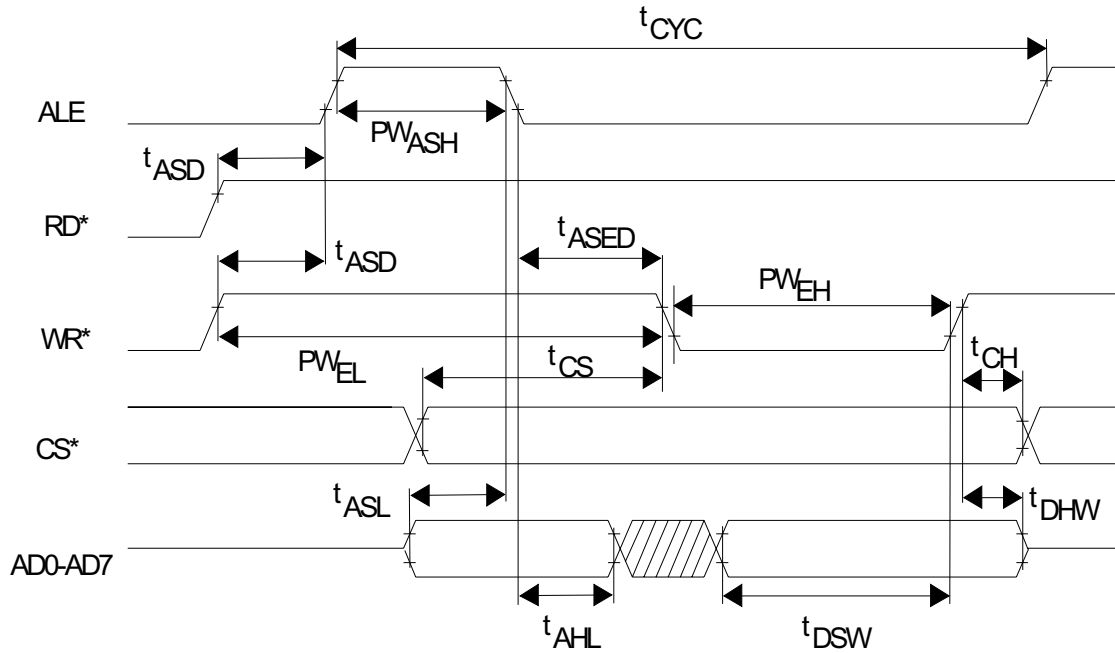 tCYC
ALE
PWASH
tASD
RD*
tASED
tASD
PWEH
WR*
PWEL
tCS
tCH
CS*
tASL
tDHW
AD0-AD7
tAHL
tDSW